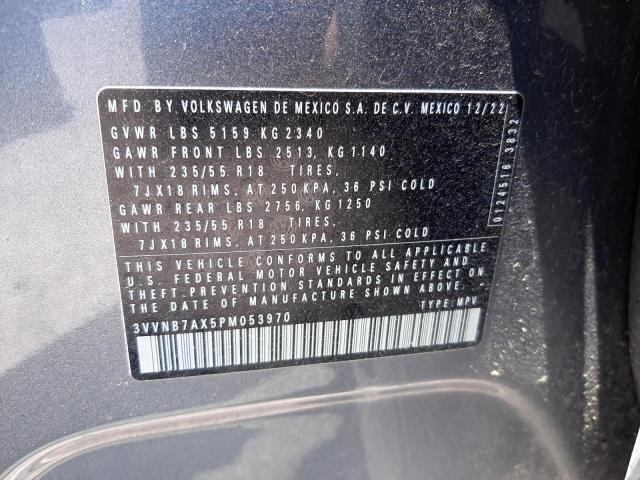 MFD BY VOLKSWAGEN DE MEXICO S.A. DE C.V. MEXICO 12/22
GVWR LBS 5159 KG 2340
GAWR FRONT LBS 2513, KG 1140
WITH 235/55 R18 TIRES,
7JX18 RIMS, AT 250 KPA, 36 PSI COLD
GAWR REAR LBS 2756, KG 1250
WITH 235/55 R18 TIRES,
7JX18 RIMS, AT 250 KPA, 36 PSI COLD
THIS VEHICLE CONFORMS TO ALL APPLICABLE
U.S. FEDERAL MOTOR VEHICLE SAFETY AND
THEFT PREVENTION STANDARDS IN EFFECT ON
THE DATE OF MANUFACTURE SHOWN ABOVE.
3VVNB7AX5PM053970 TYPE: MPV
01244516 3832